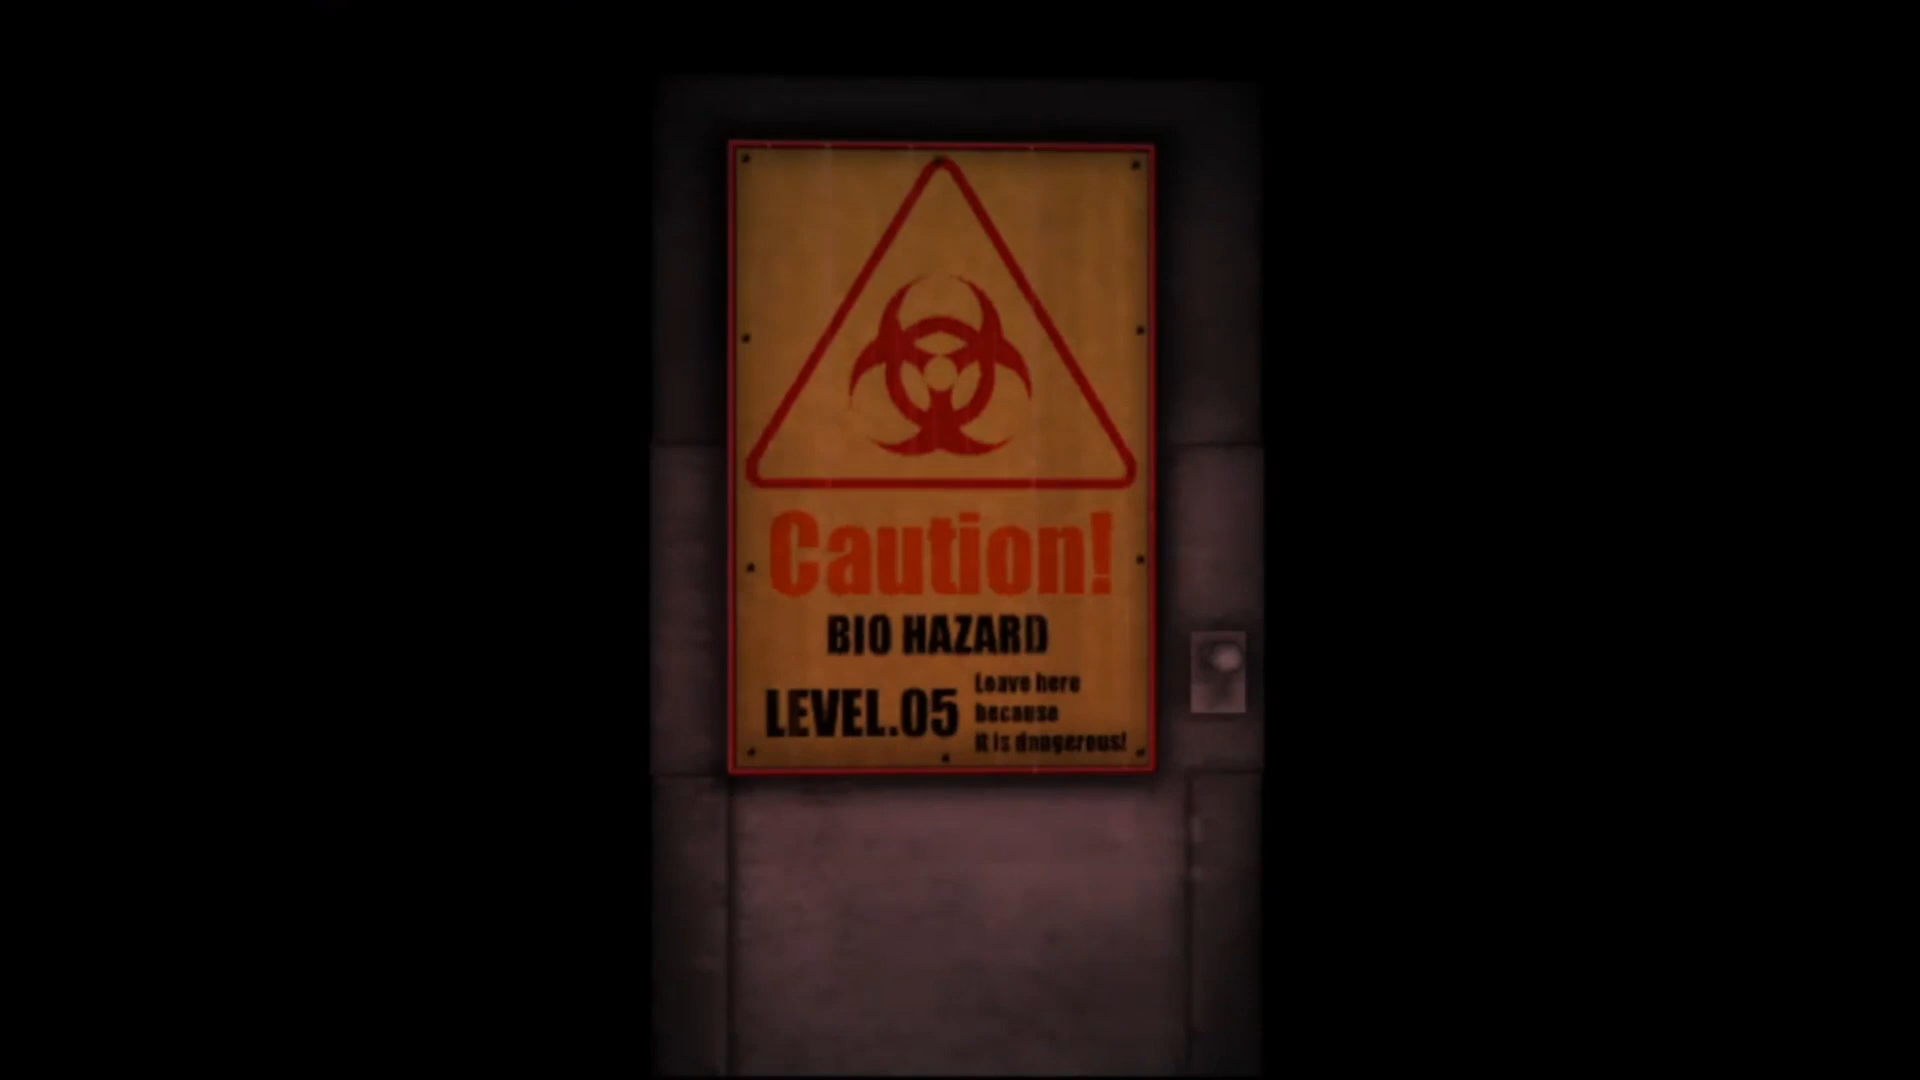 Caution!
BIO HAZARD
LEVEL.05
Leave here
because
it is dangerous!